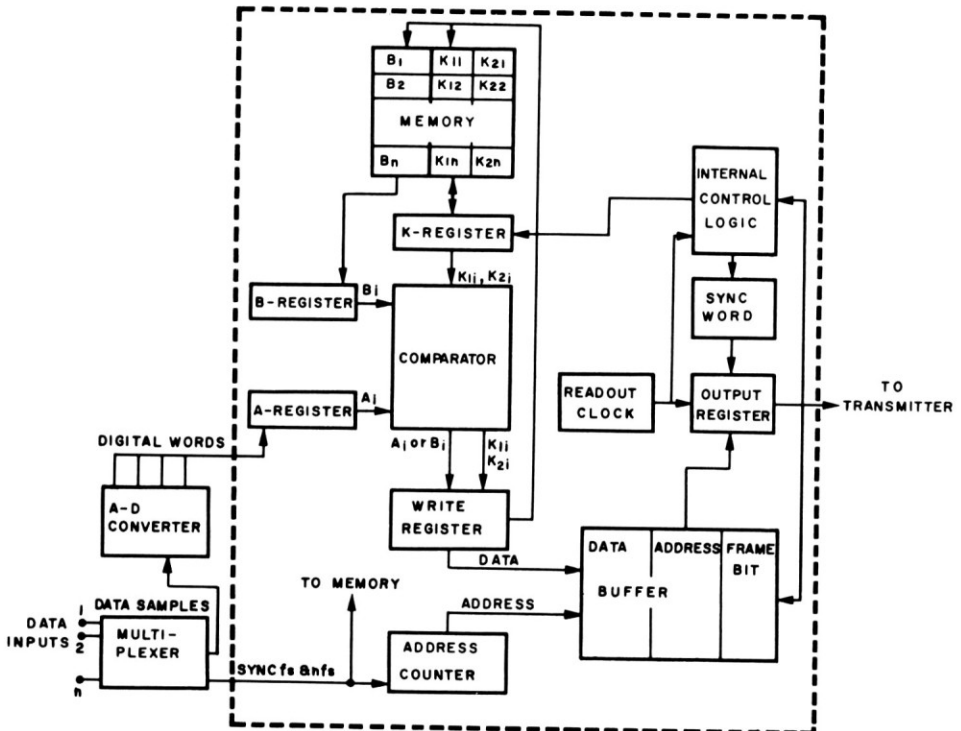 B1 K11 K21
B2 K12 K22
MEMORY
Bn K1n K2n
INTERNAL
CONTROL
LOGIC
K-REGISTER
K1i, K2i
B-REGISTER
Bi
SYNC
WORD
COMPARATOR
A-REGISTER
Ai
READOUT
CLOCK
OUTPUT
REGISTER
TO
TRANSMITTER
DIGITAL WORDS
Ai or Bi
K1i
K2i
A-D
CONVERTER
WRITE
REGISTER
DATA
DATA ADDRESS FRAME
BIT
BUFFER
TO MEMORY
ADDRESS
DATA SAMPLES
DATA
INPUTS
1
2
n
MULTI-
PLEXER
SYNC fs & nfs
ADDRESS
COUNTER